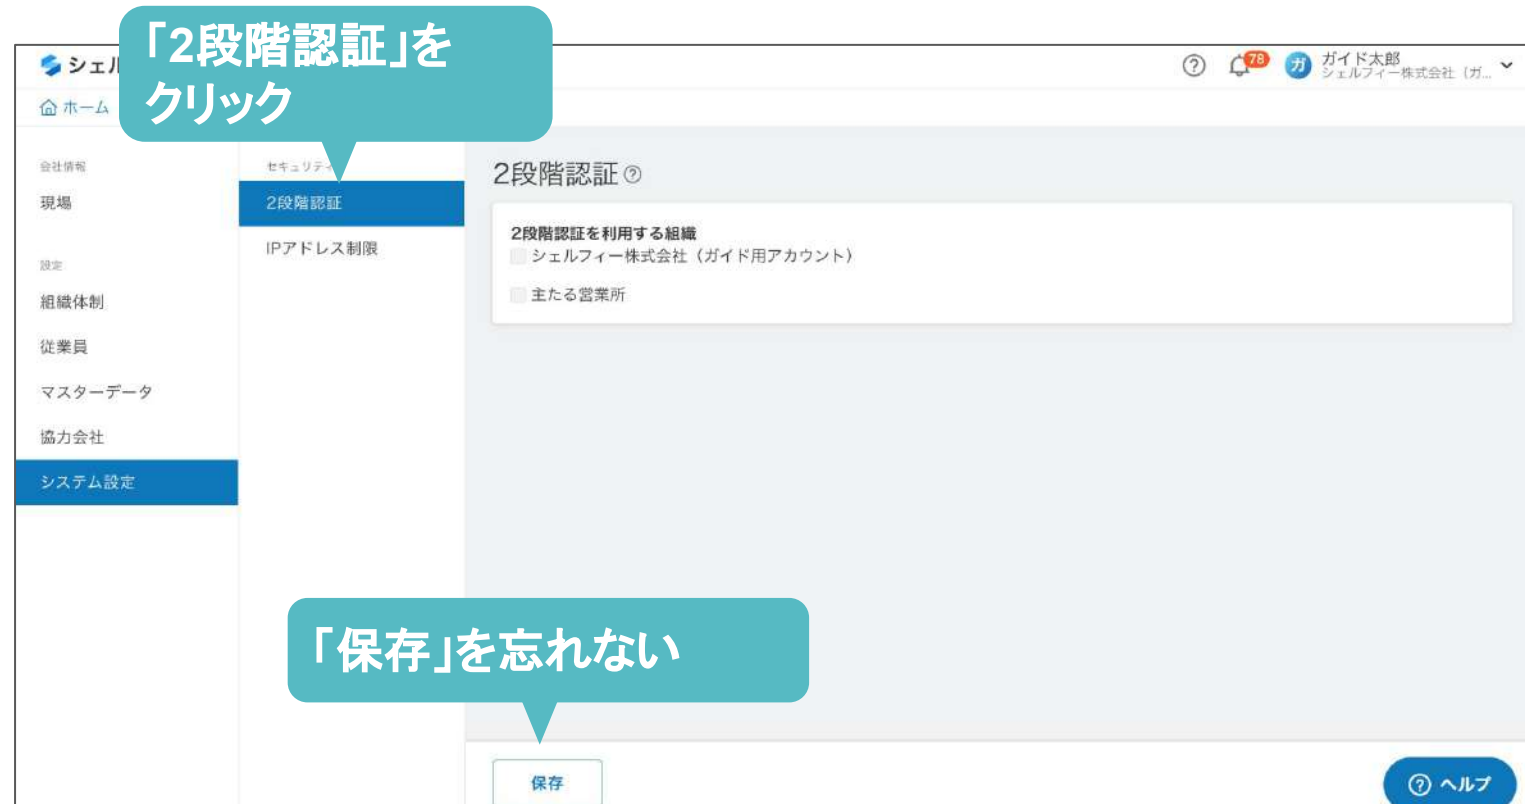 「2段階認証」を
クリック
シェル
78
ガ
ガイド太郎
シェルフィー株式会社（ガ...
ホーム
会社情報
現場
設定
組織体制
従業員
マスターデータ
協力会社
システム設定
セキュリティ
2段階認証
IPアドレス制限
2段階認証
2段階認証を利用する組織
シェルフィー株式会社（ガイド用アカウント）
主たる営業所
「保存」を忘れない
保存
ヘルプ